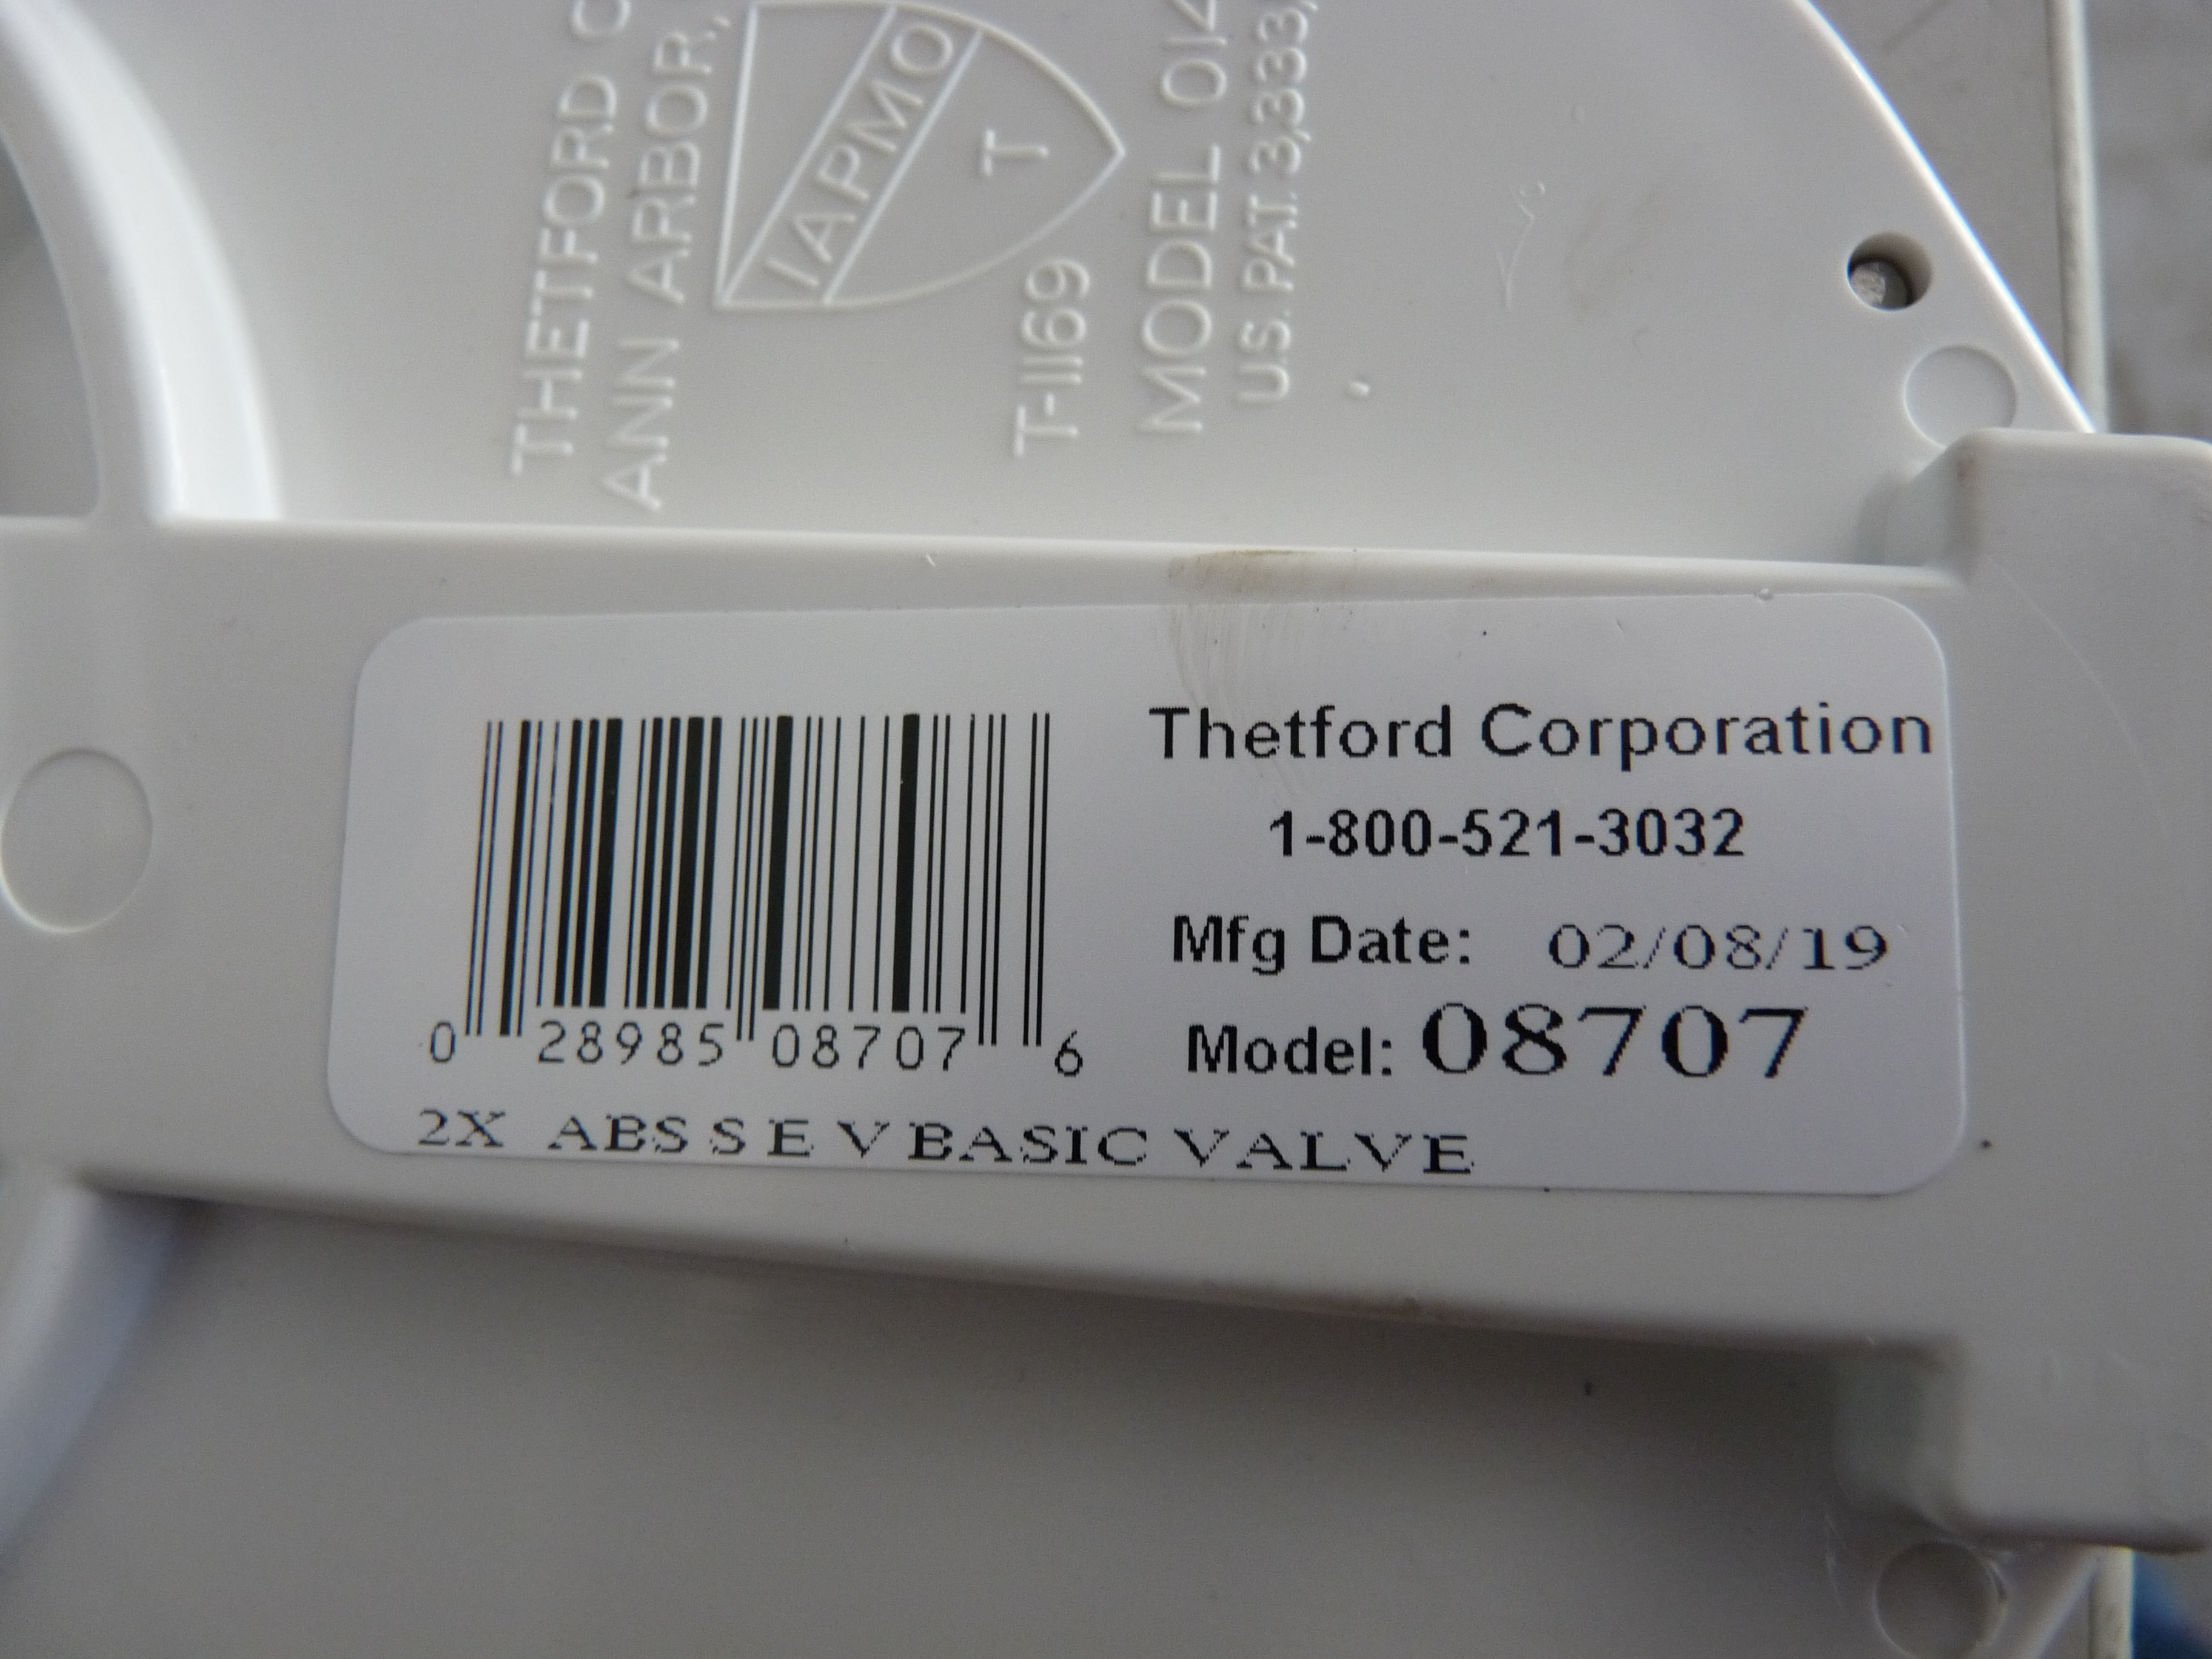 THETFORD
ANN ARBOR,
IAPMO
T
T-1169
MODEL 014
U.S. PAT. 3,333,
Thetford Corporation
1-800-521-3032
Mfg Date: 02/08/19
Model: 08707
0 28985 08707 6
2X ABS S E V BASIC VALVE